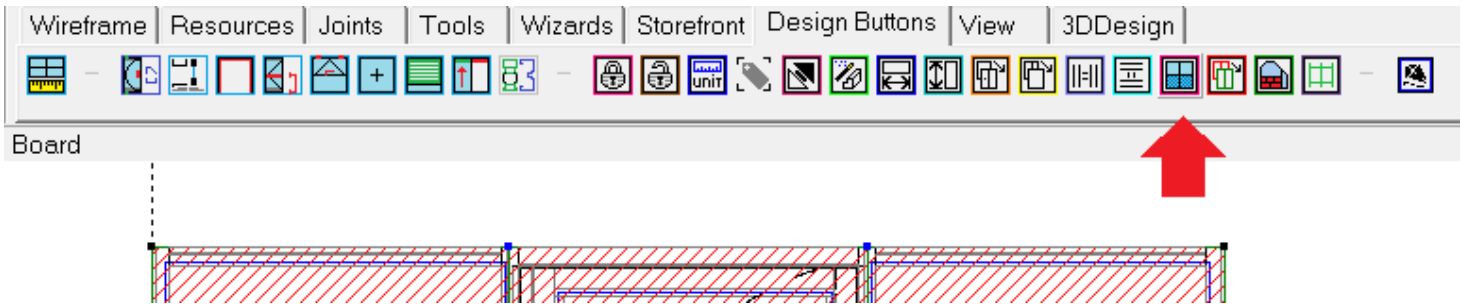 Wireframe Resources Joints Tools Wizards Storefront Design Buttons View 3DDesign
UNIT
Board